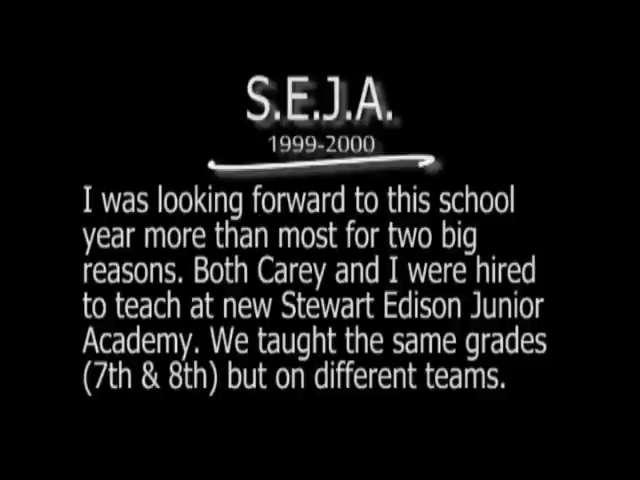 S.E.J.A.
1999-2000
I was looking forward to this school
year more than most for two big
reasons. Both Carey and I were hired
to teach at new Stewart Edison Junior
Academy. We taught the same grades
(7th & 8th) but on different teams.